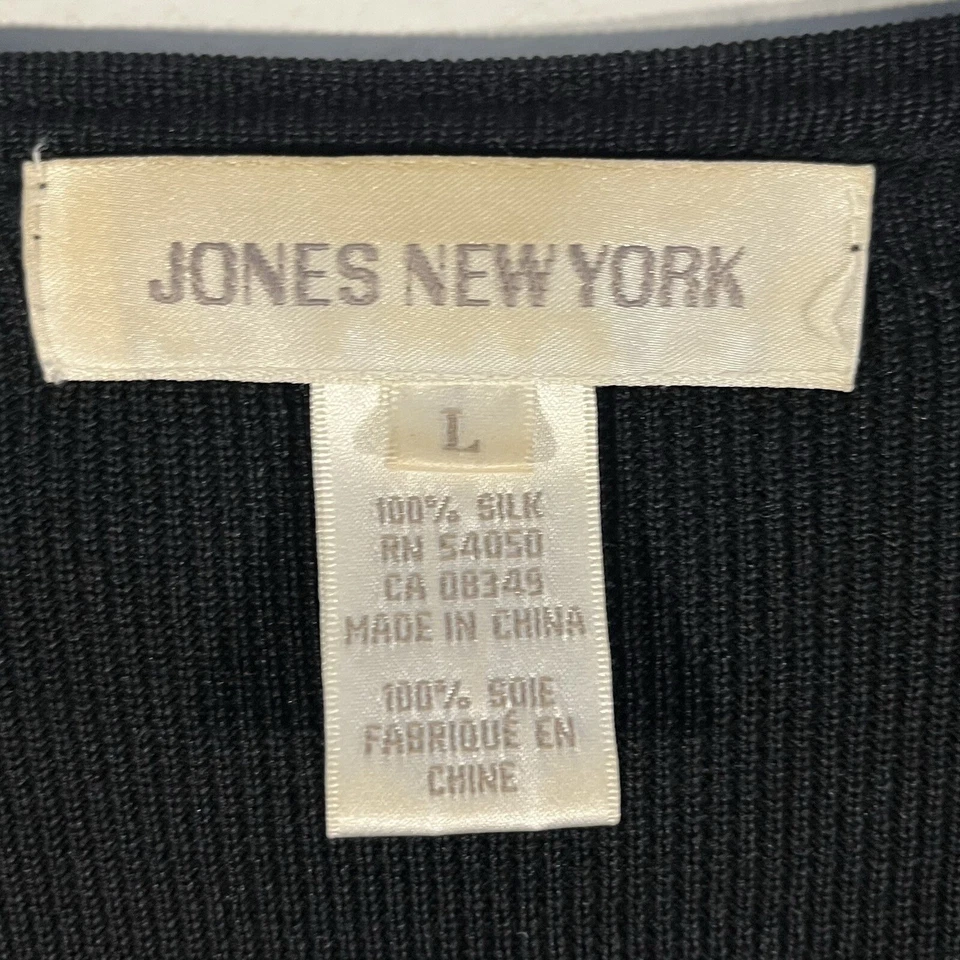 JONES NEW YORK
L
100% SILK
RN 54050
CA 08349
MADE IN CHINA
100% SOIE
FABRIQUÉ EN
CHINE